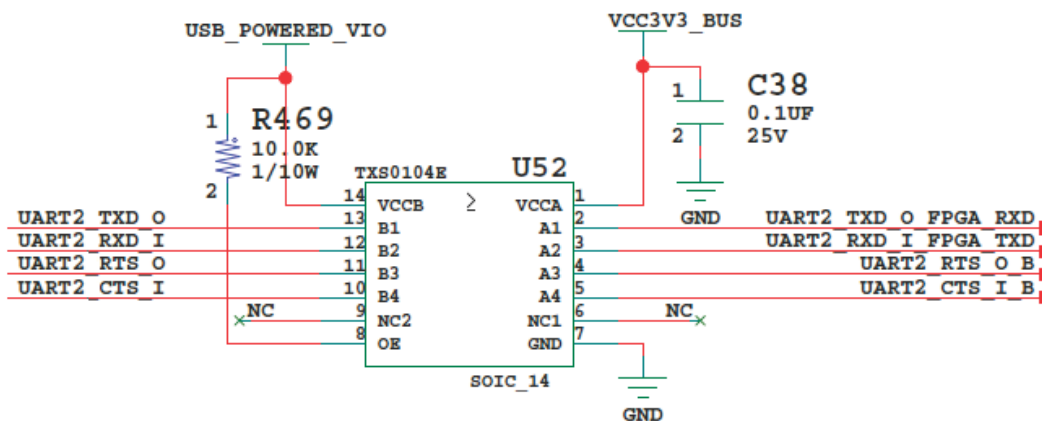 VCC3V3_BUS
USB_POWERED_VIO
1
R469
10.0K
1/10W
2
1
C38
0.1UF
25V
2
GND
TXS0104E
U52
≥
14
VCCB
VCCA
1
UART2_TXD_O
13
B1
A1
2
UART2_TXD_O_FPGA_RXD
UART2_RXD_I
12
B2
A2
3
UART2_RXD_I_FPGA_TXD
UART2_RTS_O
11
B3
A3
4
UART2_RTS_O_B
UART2_CTS_I
10
B4
A4
5
UART2_CTS_I_B
NC
9
NC2
NC1
6
NC
8
OE
GND
7
SOIC_14
GND